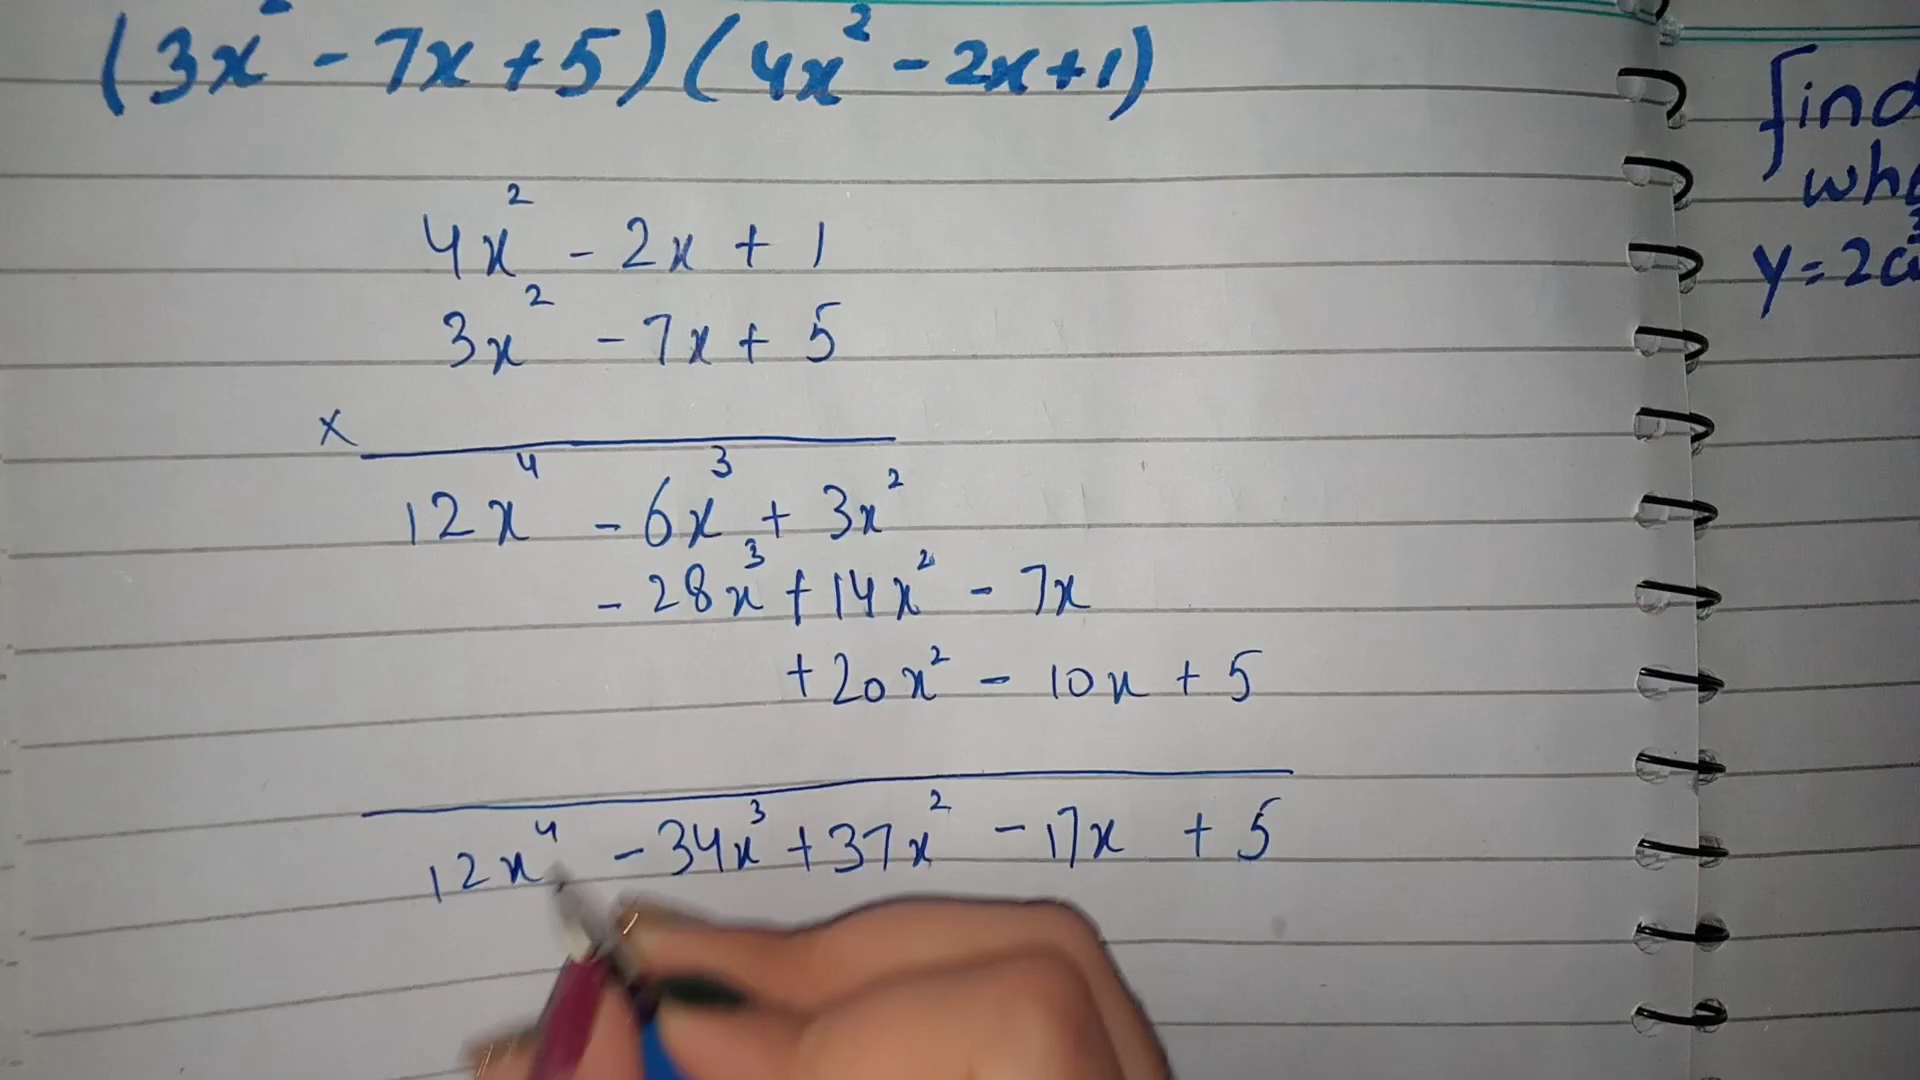 (3x² - 7x + 5) (4x² - 2x + 1)
4x² - 2x + 1
3x² - 7x + 5
x
12x⁴ - 6x³ + 3x²
- 28x³ + 14x² - 7x
+ 20x² - 10x + 5
12x⁴ - 34x³ + 37x² - 17x + 5
find
y = 2